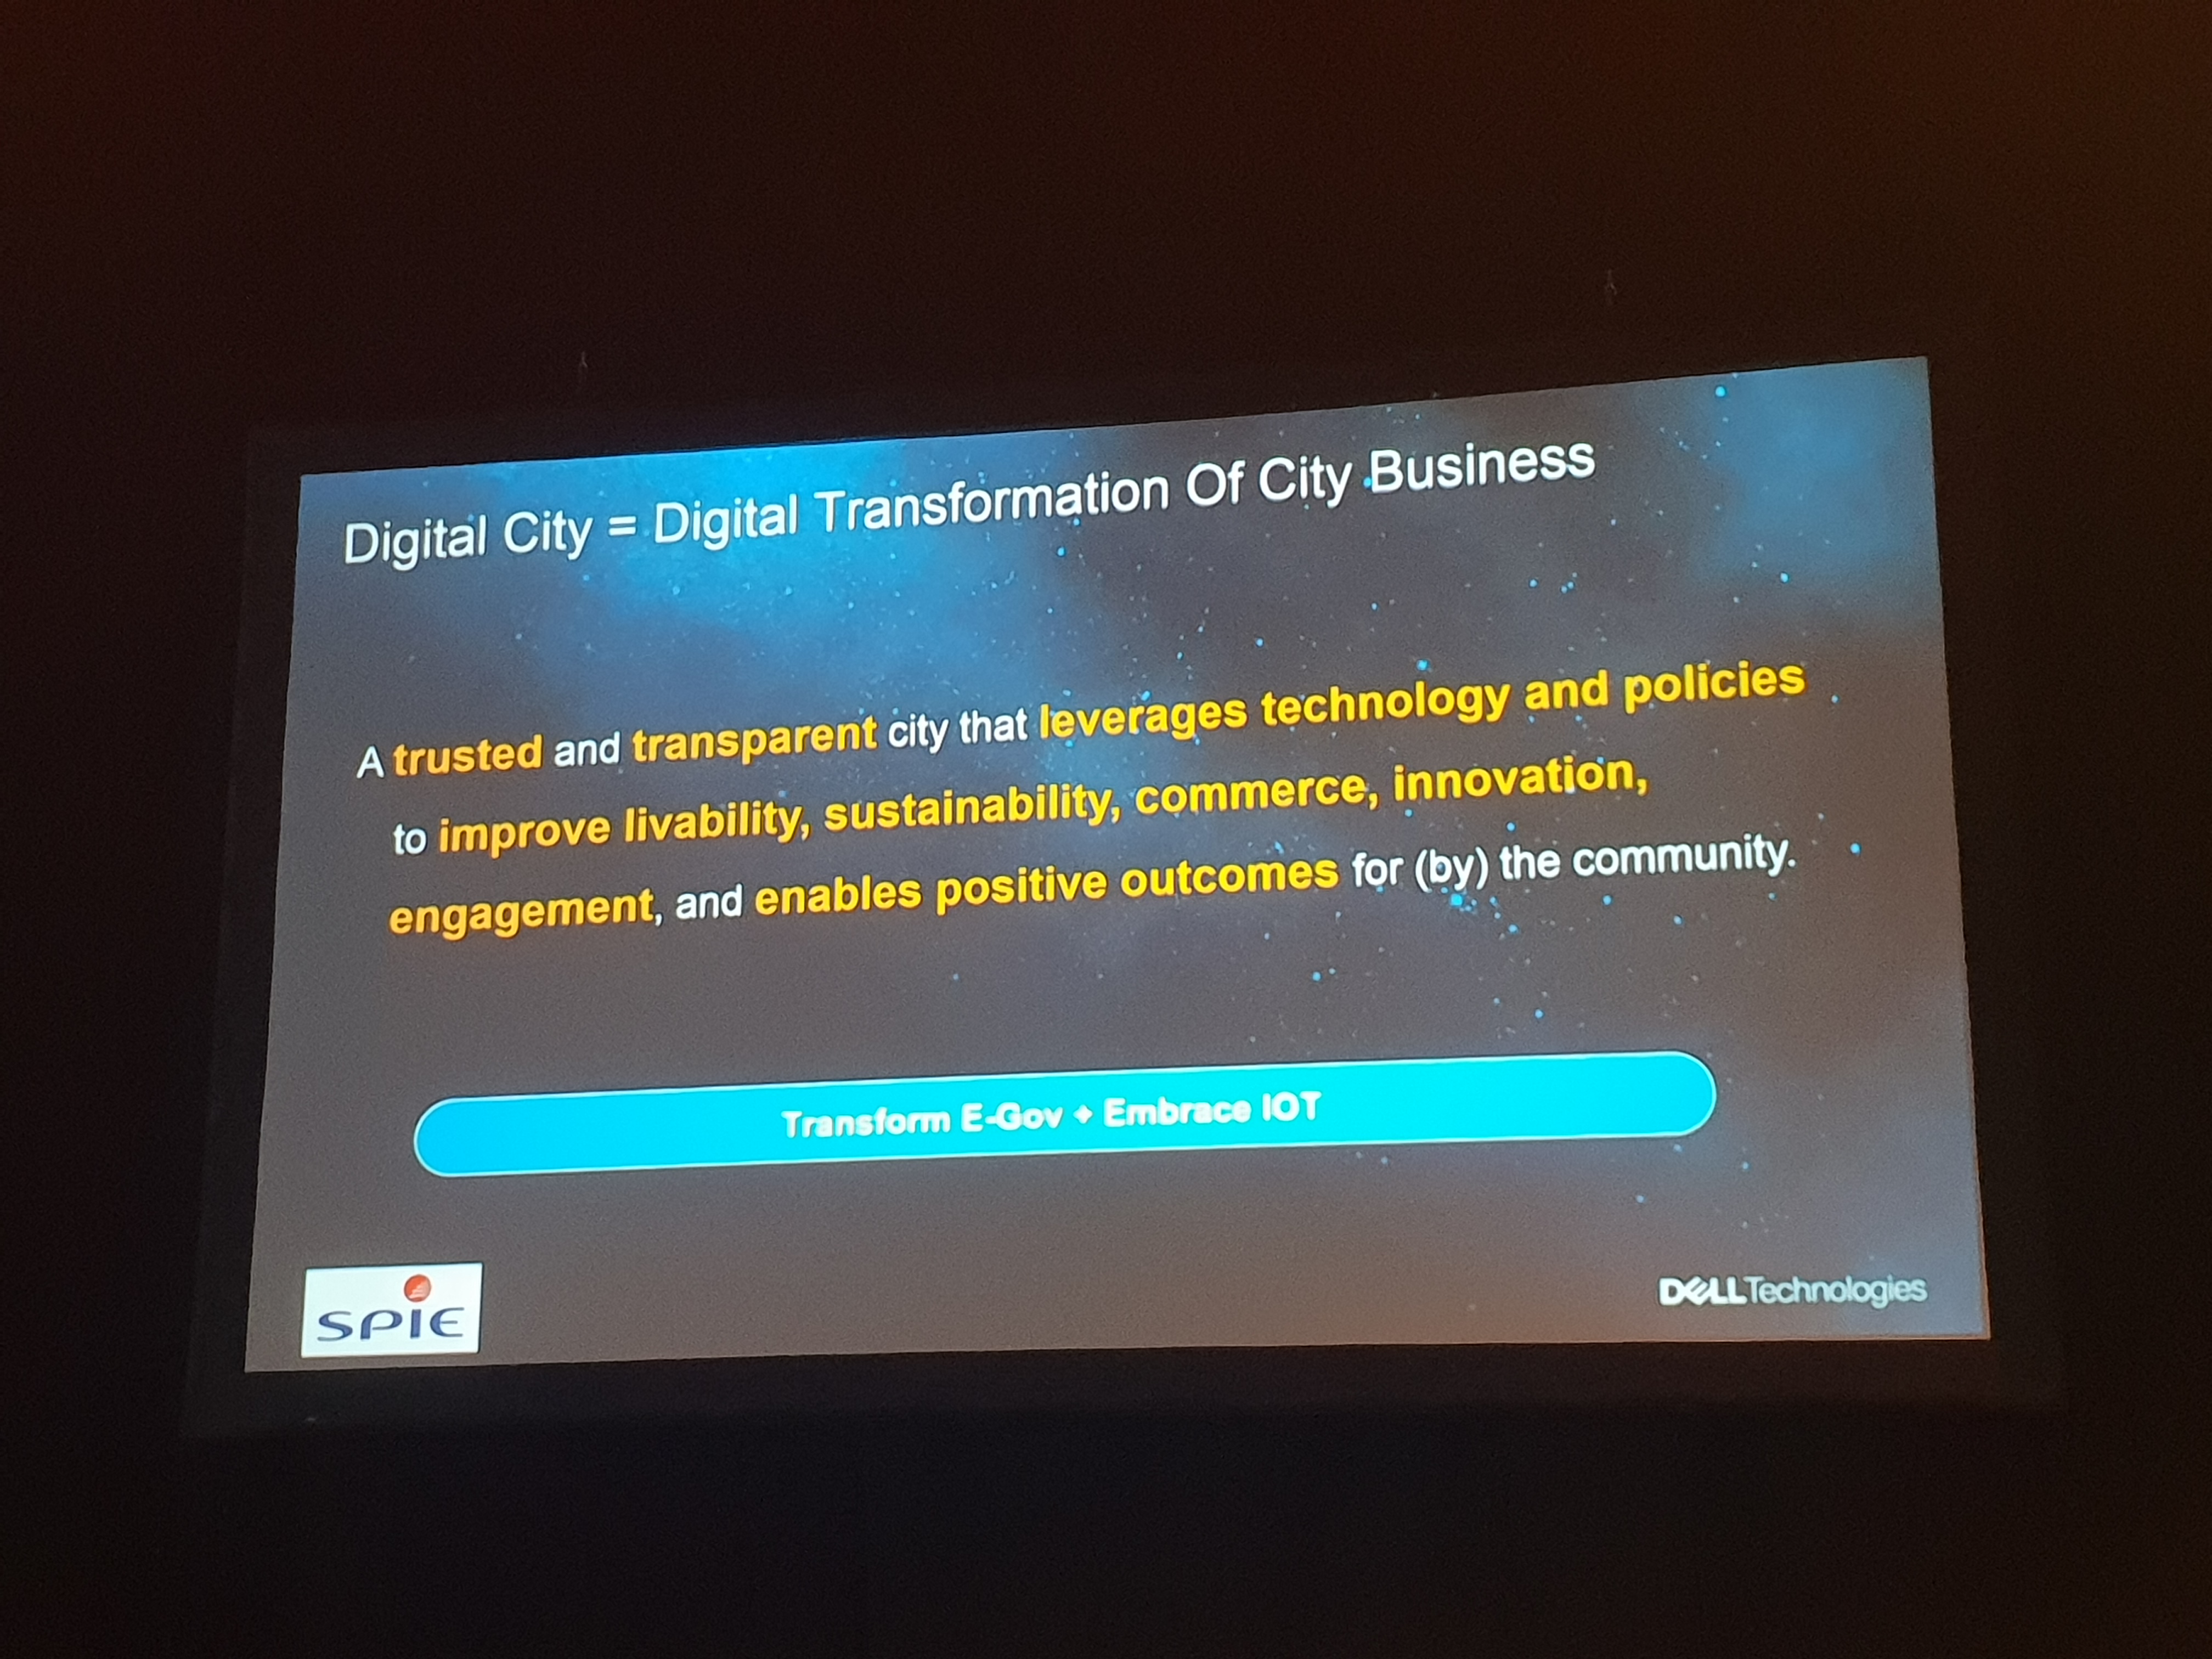 Digital City = Digital Transformation Of City Business
A trusted and transparent city that leverages technology and policies
to improve livability, sustainability, commerce, innovation,
engagement, and enables positive outcomes for (by) the community.
Transform E-Gov + Embrace IOT
SPIE
DELL Technologies